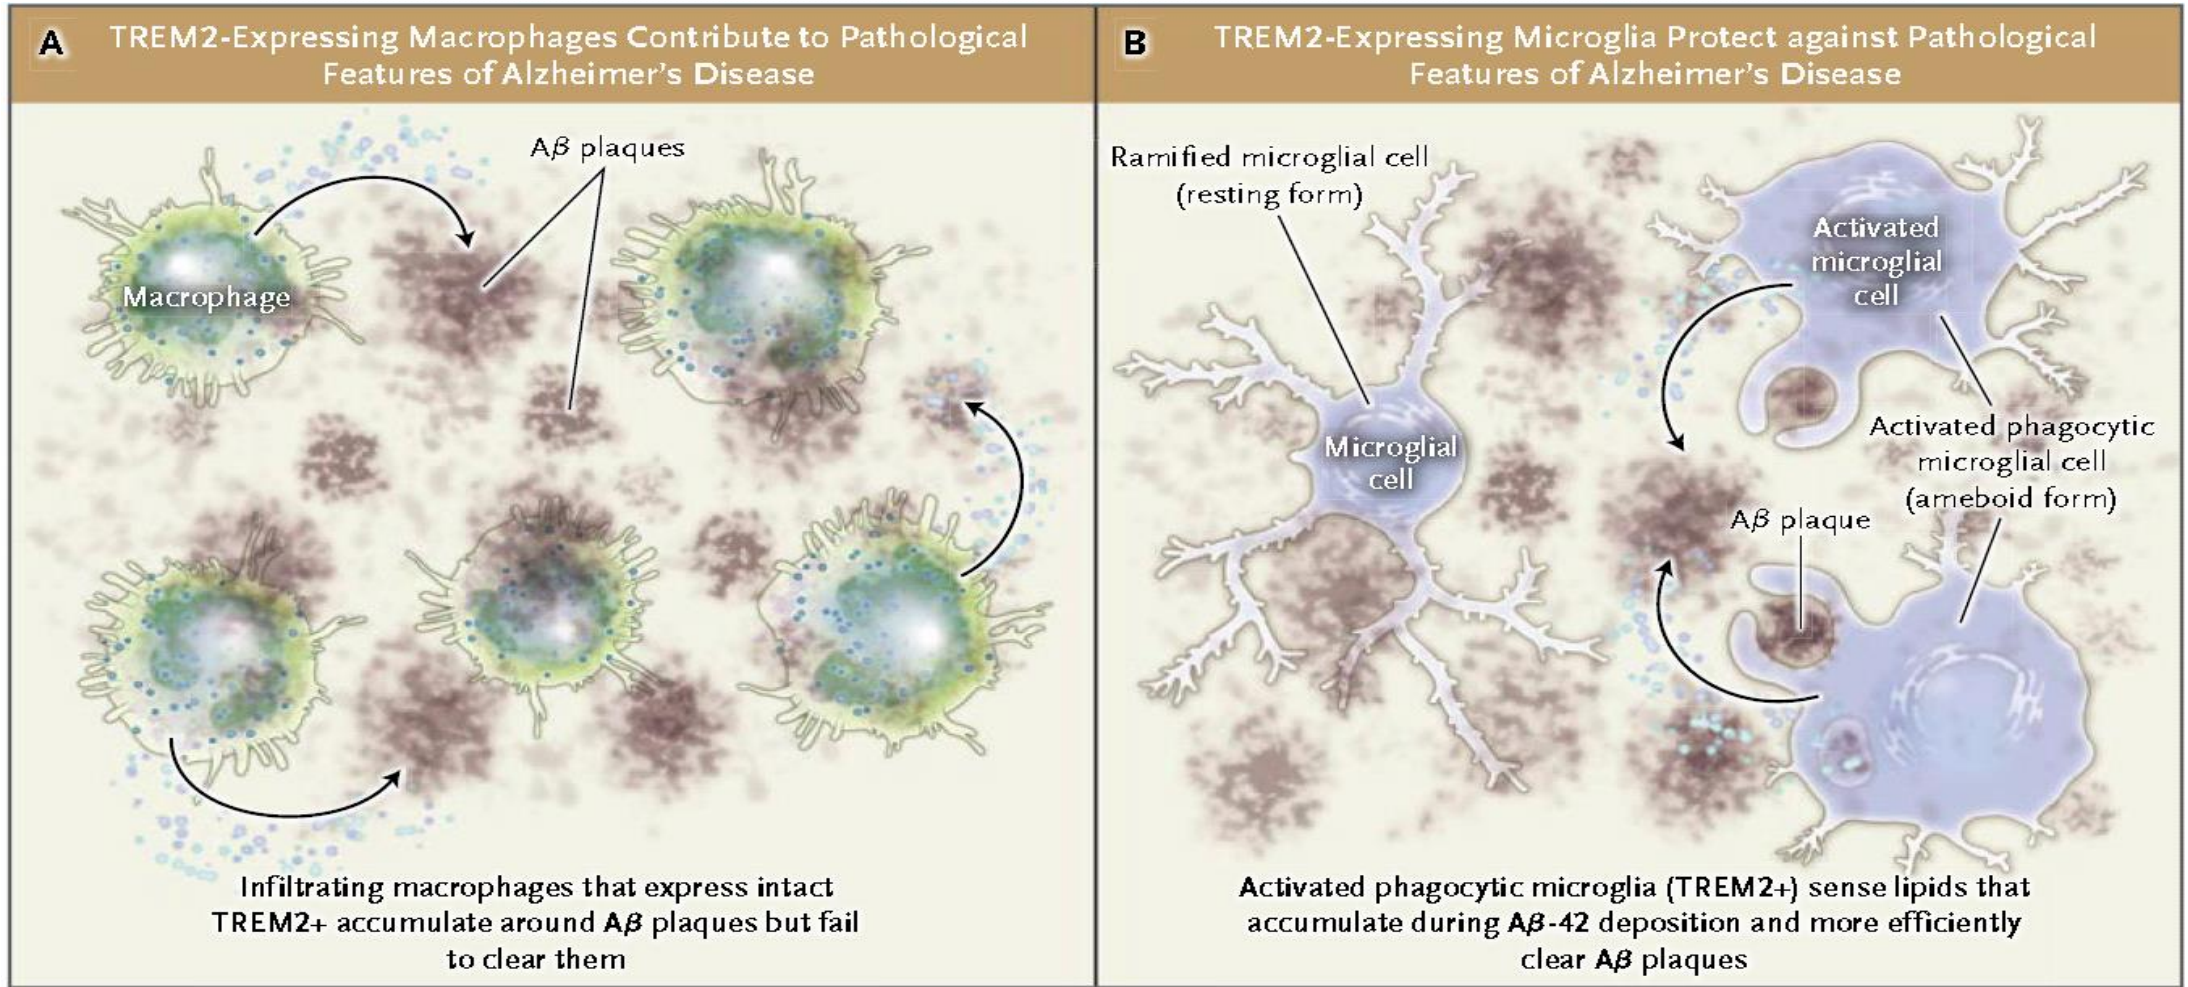 A
TREM2-Expressing Macrophages Contribute to Pathological
Features of Alzheimer's Disease
Aβ plaques
Macrophage
Infiltrating macrophages that express intact
TREM2+ accumulate around Aβ plaques but fail
to clear them
B
TREM2-Expressing Microglia Protect against Pathological
Features of Alzheimer's Disease
Ramified microglial cell
(resting form)
Activated
microglial
cell
Microglial
cell
Activated phagocytic
microglial cell
(ameboid form)
Aβ plaque
Activated phagocytic microglia (TREM2+) sense lipids that
accumulate during Aβ-42 deposition and more efficiently
clear Aβ plaques